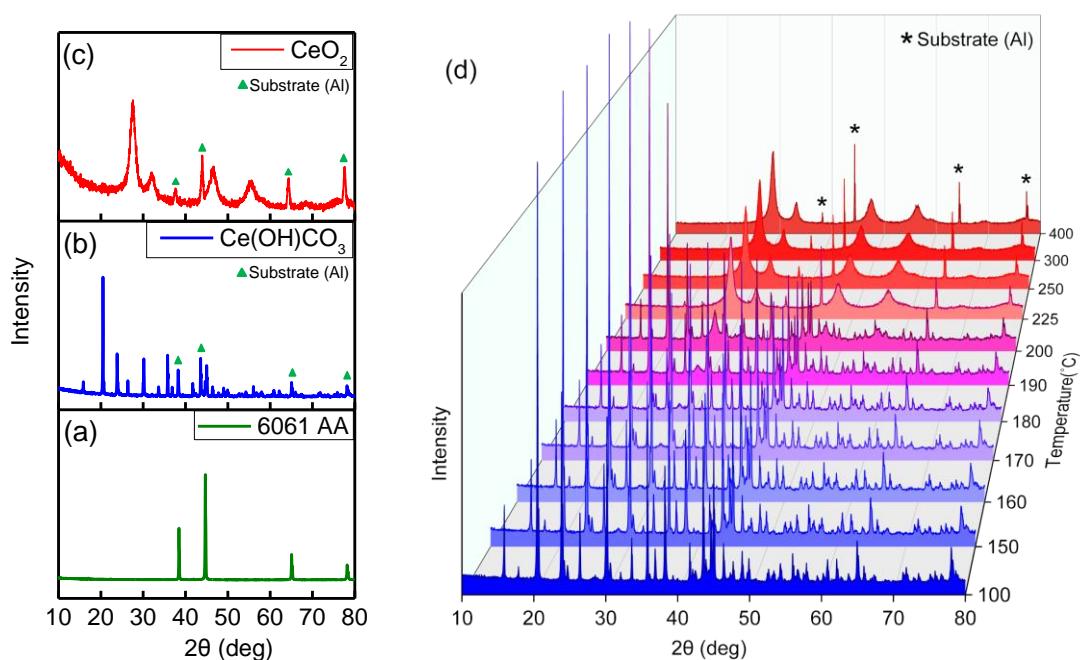 (c)
CeO₂
▲Substrate (Al)
(b)
Ce(OH)CO₃
▲Substrate (Al)
(a)
6061 AA
Intensity
10 20 30 40 50 60 70 80
2θ (deg)
(d)
* Substrate (Al)
* * * *
Intensity
400
300
250
225
200
190
180
170
160
150
100
Temperature(°C)
10 20 30 40 50 60 70 80
2θ (deg)